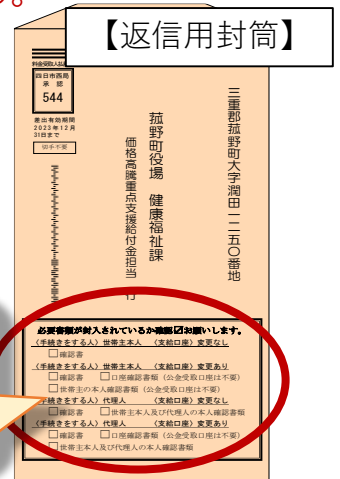 【返信用封筒】
料金受取人払
四日市西局
承認
544
差出有効期間
2023年12月
31日まで
切手不要
三重郡菰野町大字潤田一二五〇番地
菰野町役場 健康福祉課
価格高騰重点支援給付金担当 行
必要書類が封入されているか確認☑お願いします。
(手続きをする人)世帯主本人 (支給口座)変更なし
□確認書
(手続きをする人)世帯主本人 (支給口座)変更あり
□確認書 □口座確認書類(公金受取口座は不要)
□世帯主の本人確認書類(公金受取口座は不要)
(手続きをする人)代理人 (支給口座)変更なし
□確認書 □世帯主本人及び代理人の本人確認書類
(手続きをする人)代理人 (支給口座)変更あり
□確認書 □口座確認書類(公金受取口座は不要)
□世帯主本人及び代理人の本人確認書類